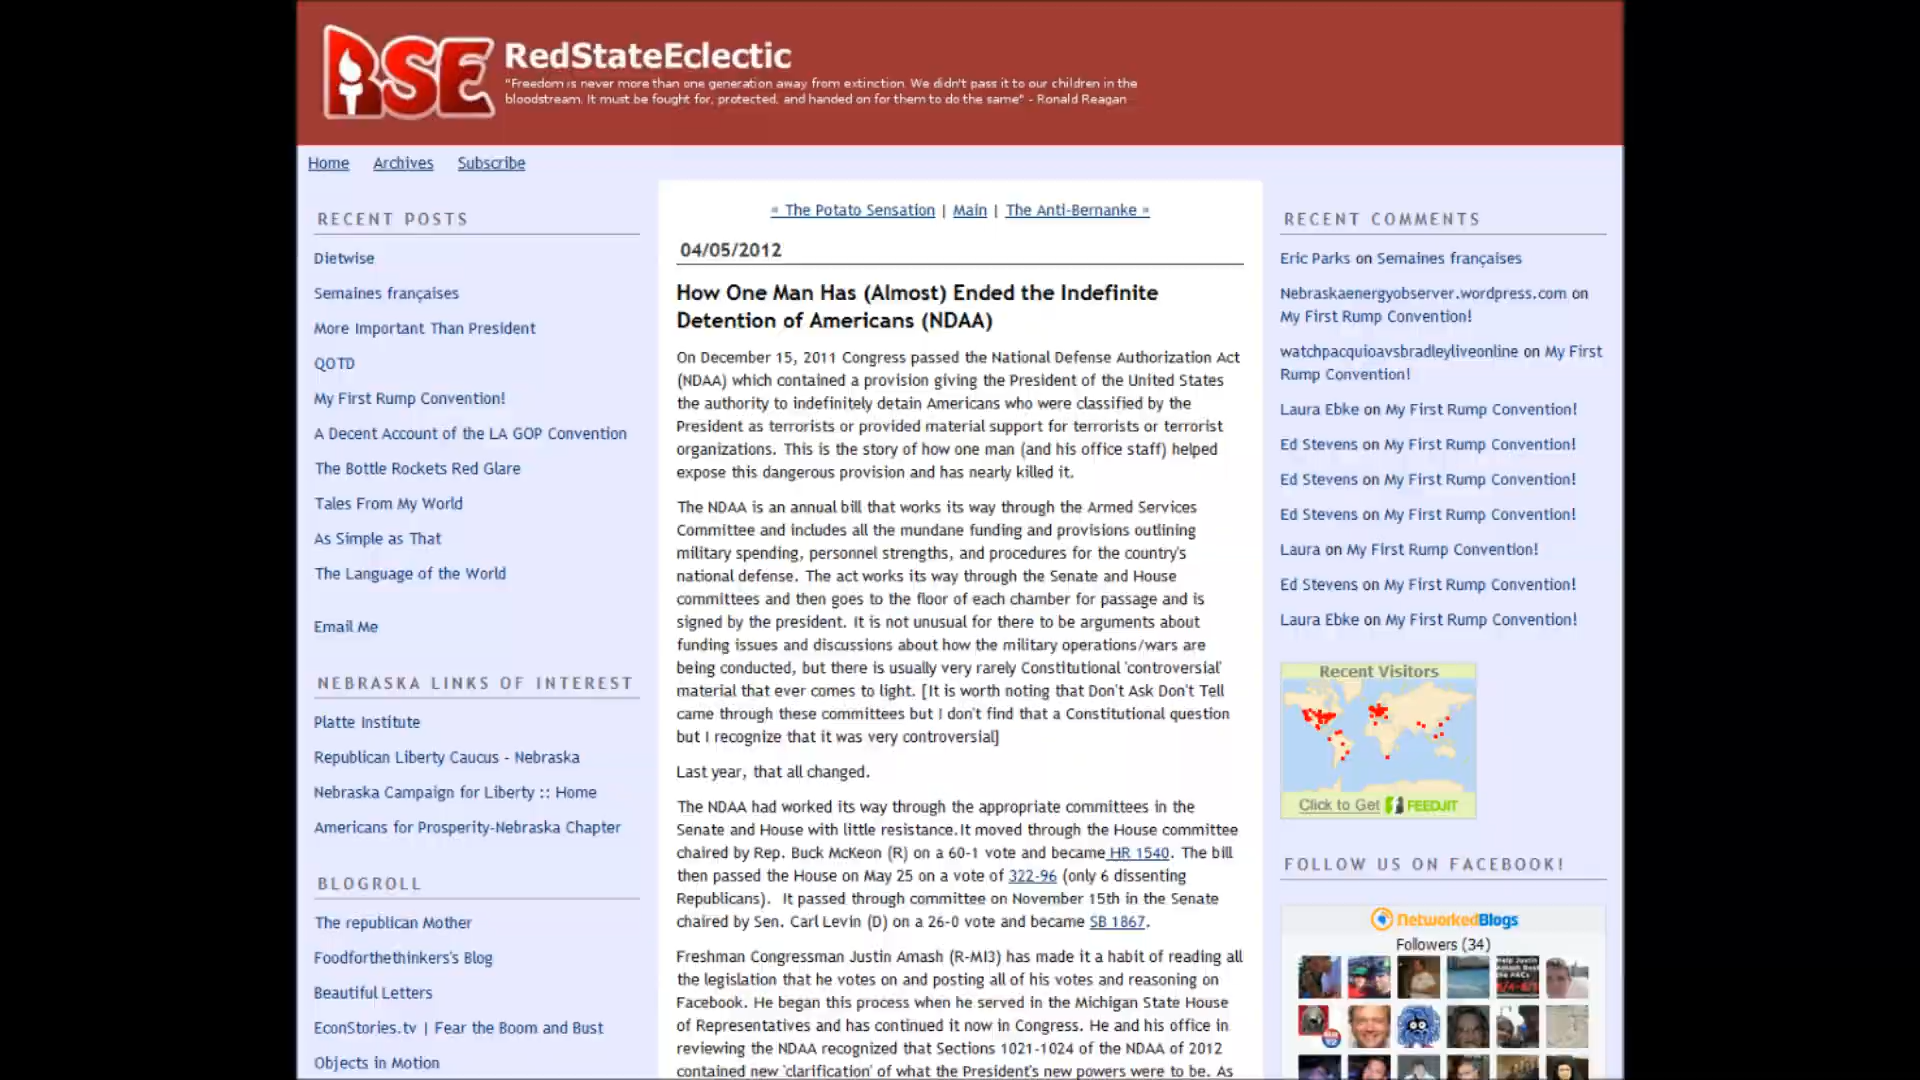 RSE
RedStateEclectic
"Freedom is never more than one generation away from extinction. We didn't pass it to our children in the
bloodstream. It must be fought for, protected, and handed on for them to do the same" - Ronald Reagan
Home Archives Subscribe
RECENT POSTS
Dietwise
Semaines françaises
More Important Than President
QOTD
My First Rump Convention!
A Decent Account of the LA GOP Convention
The Bottle Rockets Red Glare
Tales From My World
As Simple as That
The Language of the World
Email Me
NEBRASKA LINKS OF INTEREST
Platte Institute
Republican Liberty Caucus - Nebraska
Nebraska Campaign for Liberty :: Home
Americans for Prosperity-Nebraska Chapter
BLOGROLL
The republican Mother
Foodforthethinkers's Blog
Beautiful Letters
EconStories.tv | Fear the Boom and Bust
Objects in Motion
« The Potato Sensation | Main | The Anti-Bernanke »
04/05/2012
How One Man Has (Almost) Ended the Indefinite
Detention of Americans (NDAA)
On December 15, 2011 Congress passed the National Defense Authorization Act
(NDAA) which contained a provision giving the President of the United States
the authority to indefinitely detain Americans who were classified by the
President as terrorists or provided material support for terrorists or terrorist
organizations. This is the story of how one man (and his office staff) helped
expose this dangerous provision and has nearly killed it.
The NDAA is an annual bill that works its way through the Armed Services
Committee and includes all the mundane funding and provisions outlining
military spending, personnel strengths, and procedures for the country's
national defense. The act works its way through the Senate and House
committees and then goes to the floor of each chamber for passage and is
signed by the president. It is not unusual for there to be arguments about
funding issues and discussions about how the military operations/wars are
being conducted, but there is usually very rarely Constitutional 'controversial'
material that ever comes to light. [It is worth noting that Don't Ask Don't Tell
came through these committees but I don't find that a Constitutional question
but I recognize that it was very controversial]
Last year, that all changed.
The NDAA had worked its way through the appropriate committees in the
Senate and House with little resistance. It moved through the House committee
chaired by Rep. Buck McKeon (R) on a 60-1 vote and became HR 1540. The bill
then passed the House on May 25 on a vote of 322-96 (only 6 dissenting
Republicans). It passed through committee on November 15th in the Senate
chaired by Sen. Carl Levin (D) on a 26-0 vote and became SB 1867.
Freshman Congressman Justin Amash (R-MI3) has made it a habit of reading all
the legislation that he votes on and posting all of his votes and reasoning on
Facebook. He began this process when he served in the Michigan State House
of Representatives and has continued it now in Congress. He and his office in
reviewing the NDAA recognized that Sections 1021-1024 of the NDAA of 2012
contained new 'clarification' of what the President's new powers were to be. As
RECENT COMMENTS
Eric Parks on Semaines françaises
Nebraskaenergyobserver.wordpress.com on
My First Rump Convention!
watchpacquioavsbradleyliveonline on My First
Rump Convention!
Laura Ebke on My First Rump Convention!
Ed Stevens on My First Rump Convention!
Ed Stevens on My First Rump Convention!
Ed Stevens on My First Rump Convention!
Laura on My First Rump Convention!
Ed Stevens on My First Rump Convention!
Laura Ebke on My First Rump Convention!
Recent Visitors
Click to Get FEEDJIT
FOLLOW US ON FACEBOOK!
NetworkedBlogs
Followers (34)